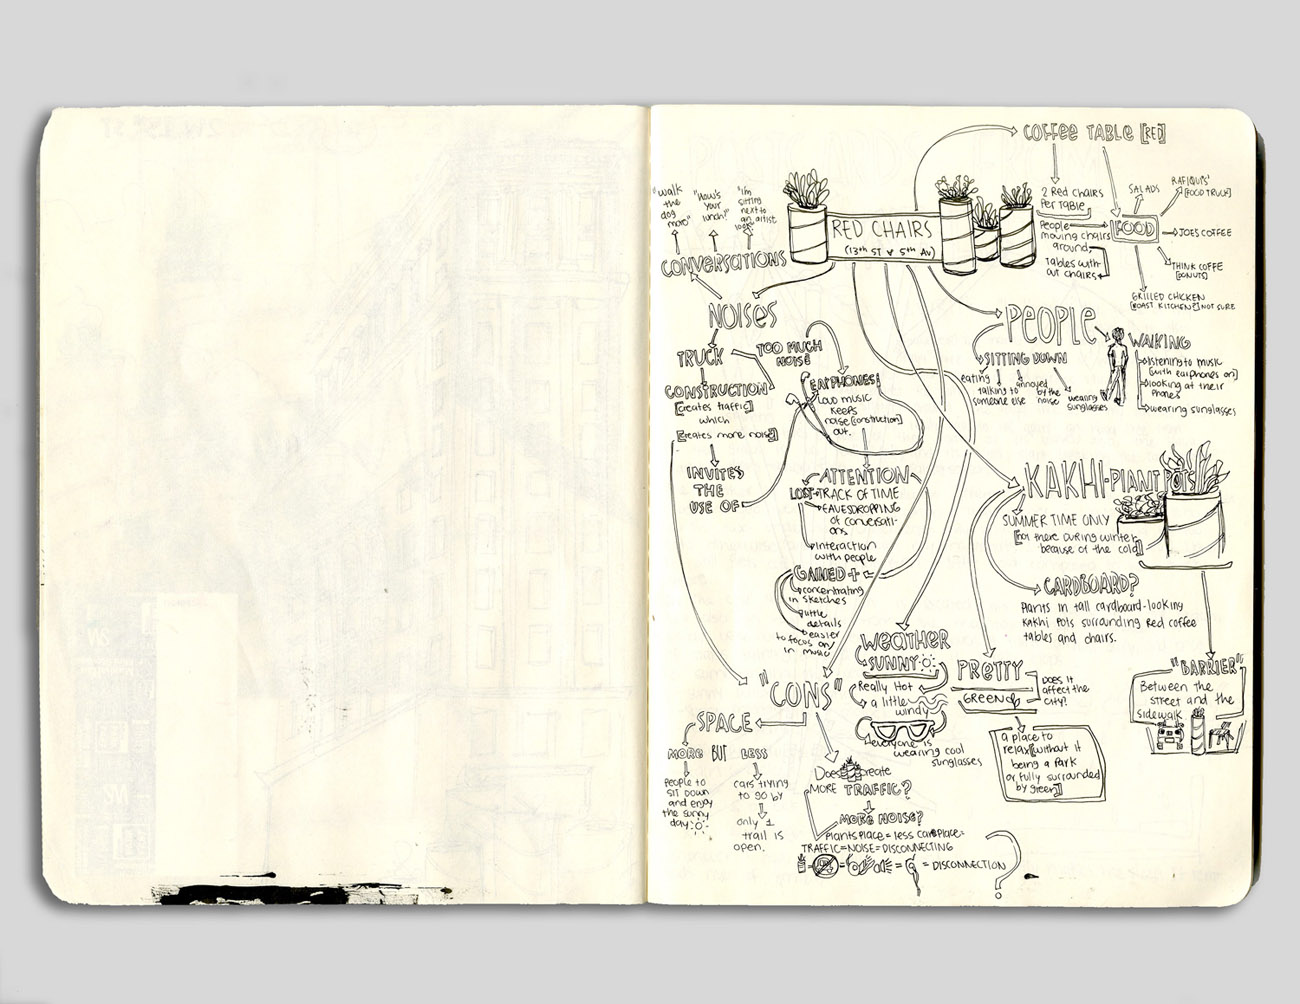 COFFEE TABLE [RED]
2 Red chairs
Per table
People
moving chairs
around
Tables with
out chairs
FOOD
SALADS
RAFIQUIS'
[FOOD TRUCK]
JOES COFFEE
THINK COFFE
[DONUTS]
GRILLED CHICKEN
[ROAST KITCHEN?] NOT SURE
RED CHAIRS
(13th ST & 5th AV)
"walk
the
dog
more"
"How's
your
lunch?"
"I'm
sitting
next to
an artist
look"
CONVERSATIONS
NOISES
TRUCK
TOO MUCH
NOISE
CONSTRUCTION
[creates traffic]
which
[creates more noise]
INVITES
THE
USE OF
EARPHONES!
Loud music
keeps
noise [construction]
out.
ATTENTION
LOST
TRACK OF TIME
EAVESDROPPING
of conversati-
ons
interaction
with people
GAINED +
concentrating
in sketches
little
details
easier
to focus on/
in music
PEOPLE
SITTING DOWN
eating
talking to
someone else
annoyed
by the
noise
wearing
sunglasses
WALKING
listening to music
[with earphones on]
looking at their
phones
wearing sunglasses
KAKHI-PLANT POTS
SUMMER TIME ONLY
[not there DURING winter
because of the cold]
CARDBOARD?
Plants in tall cardboard-looking
kakhi pots surrounding Red coffee
tables and chairs.
"BARRIER"
Between the
street and the
sidewalk
WEATHER
SUNNY
Really Hot
a little
windy
everyone is
wearing cool
sunglasses
PRETTY
GREEN
Does it
affect the
city?
a place to
relax [without it
being a park
or fully surrounded
by green]
"CONS"
SPACE
MORE BUT LESS
people to
sit down
and enjoy
the sunny
day
cars trying
to go by
only 1
trail is
open.
Does create
MORE TRAFFIC?
MORE NOISE?
Plants place = less car place =
TRAFFIC = NOISE = DISCONNECTING
= = = = DISCONNECTION
?